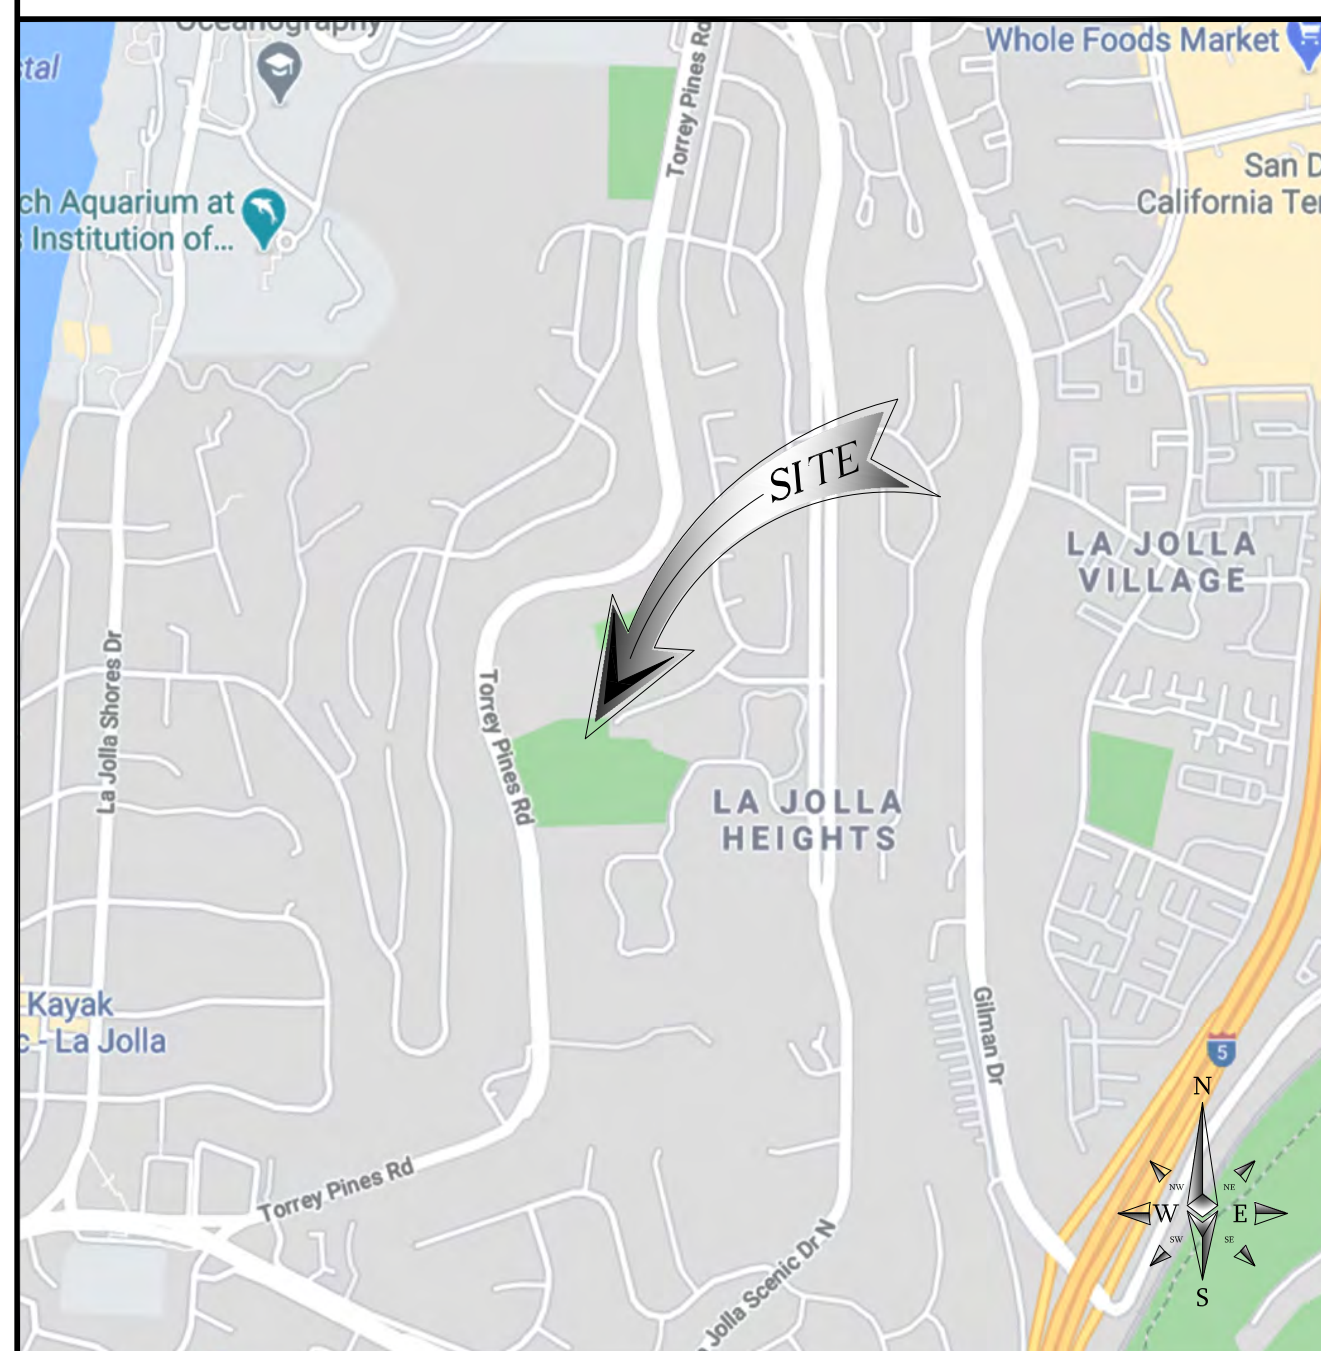 Oceanography
Torrey Pines Rd
Whole Foods Market
tal
ch Aquarium at
Institution of...
San D
California Te
SITE
LA JOLLA
VILLAGE
La Jolla Shores Dr
Torrey Pines Rd
LA JOLLA
HEIGHTS
Kayak
c - La Jolla
Gilman Dr
5
N
NW
NE
W
E
SW
SE
S
Torrey Pines Rd
Jolla Scenic Dr N